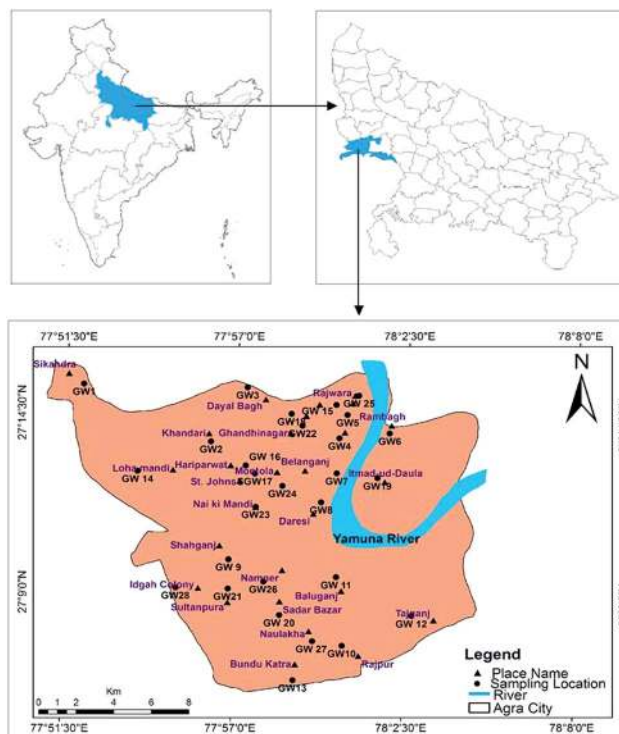 77°51'30"E 77°57'0"E 78°2'30"E 78°8'0"E
N
Sikandra
GW1
GW3
Dayal Bagh
Rajwara
GW 25
GW 15
GW1
GW5
GW22
Rambagh
27°14'30"N
Khandari
Ghandhinagar
GW2
GW4
GW6
Lohamandi
GW 14
Hariparwat
GW 16
Belanganj
St. Johns
GW17
GW7
Itmad-ud-Daula
GW19
GW24
Nai ki Mandi
GW23
GW8
Daresi
Yamuna River
Shahganj
GW 9
Namner
GW 11
27°9'0"N
Idgah Colony
GW28
GW21
GW26
Baluganj
Sultanpura
Sadar Bazar
GW 20
Tajganj
GW 12
Naulakha
GW 27
GW10
Rajpur
Bundu Katra
GW13
Legend
Place Name
Sampling Location
River
Agra City
Km
0 1 2 4 6 8
77°51'30"E 77°57'0"E 78°2'30"E 78°8'0"E